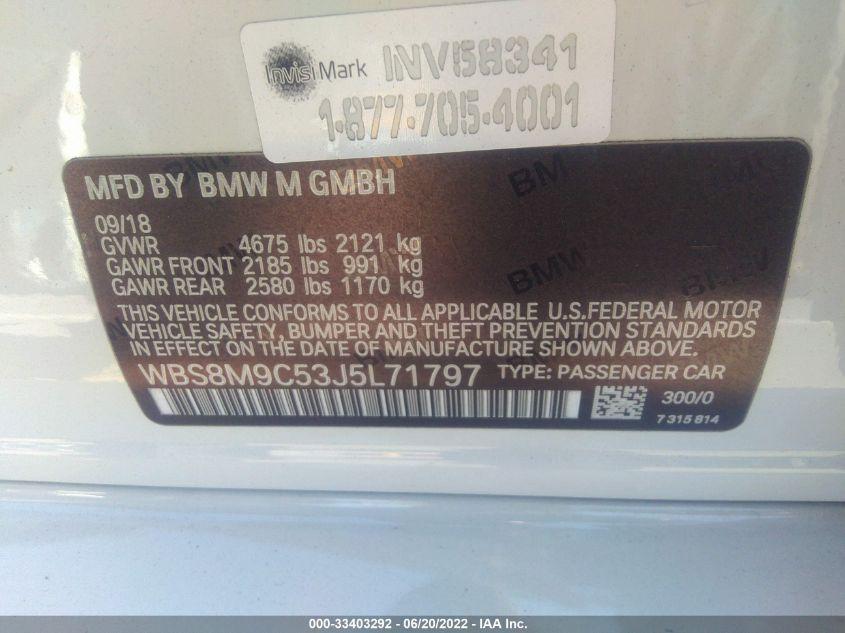 InvisiMark INV58341
1-877-705-4001
MFD BY BMW M GMBH
09/18
GVWR 4675 lbs 2121 kg
GAWR FRONT 2185 lbs 991 kg
GAWR REAR 2580 lbs 1170 kg
THIS VEHICLE CONFORMS TO ALL APPLICABLE U.S.FEDERAL MOTOR
VEHICLE SAFETY, BUMPER AND THEFT PREVENTION STANDARDS
IN EFFECT ON THE DATE OF MANUFACTURE SHOWN ABOVE.
WBS8M9C53J5L71797 TYPE: PASSENGER CAR
300/0
7 315 814
000-33403292 - 06/20/2022 - IAA Inc.